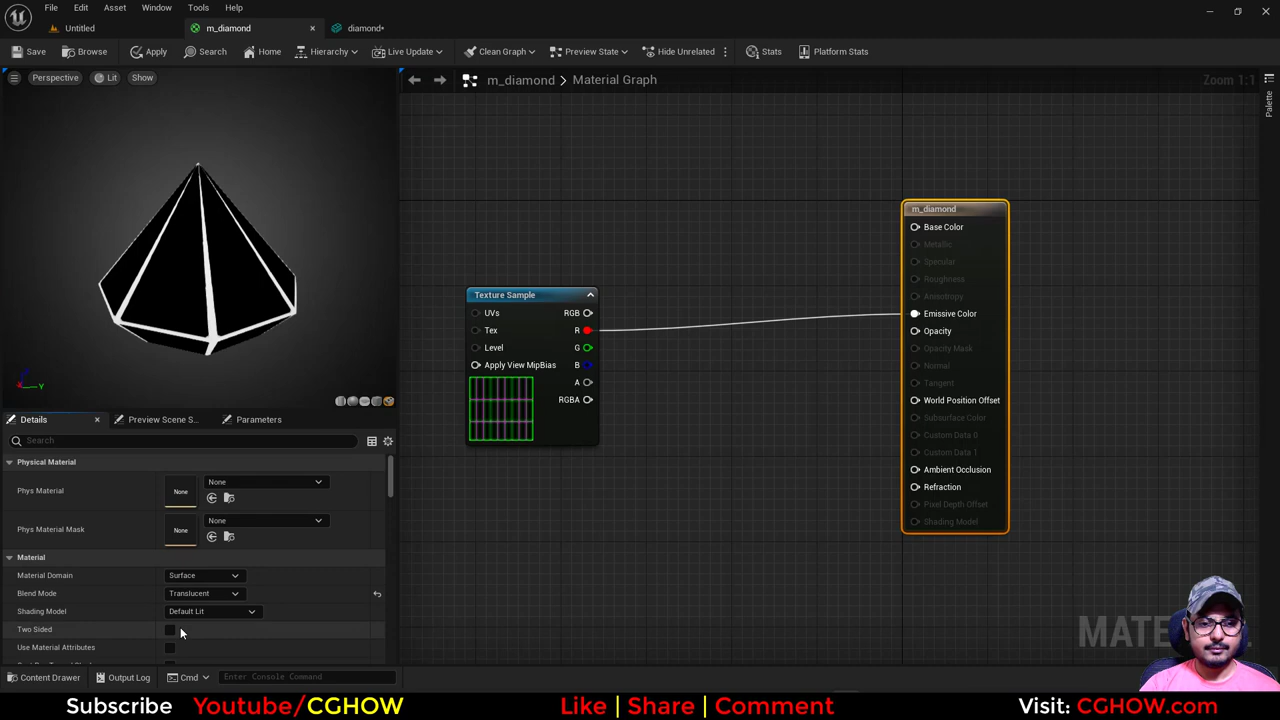 File Edit Asset Window Tools Help
Untitled m_diamond diamond*
Save Browse Apply Search Home Hierarchy Live Update Clean Graph Preview State Hide Unrelated Stats Platform Stats
Perspective Lit Show
m_diamond > Material Graph
Zoom 1:1
Palette
m_diamond
Base Color
Metallic
Specular
Roughness
Anisotropy
Emissive Color
Opacity
Opacity Mask
Normal
Tangent
World Position Offset
Subsurface Color
Custom Data 0
Custom Data 1
Ambient Occlusion
Refraction
Pixel Depth Offset
Shading Model
Texture Sample
UVs RGB
Tex R
Level G
Apply View MipBias B
A
RGBA
Y
Details Preview Scene S... Parameters
Search
Physical Material
None
Phys Material None
None
Phys Material Mask None
Material
Material Domain Surface
Blend Mode Translucent
Shading Model Default Lit
Two Sided
Use Material Attributes
MATE
Content Drawer Output Log Cmd Enter Console Command
Subscribe Youtube/CGHOW Like | Share | Comment Visit: CGHOW.com